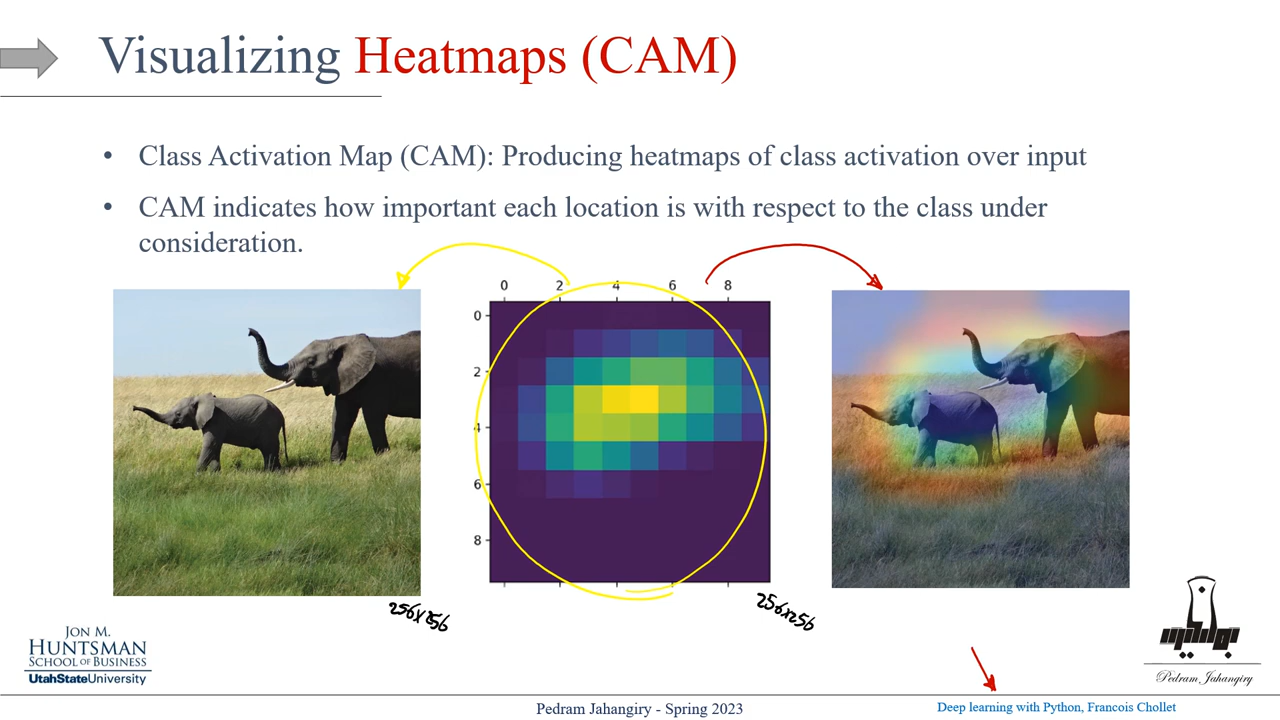 Visualizing Heatmaps (CAM)
• Class Activation Map (CAM): Producing heatmaps of class activation over input
• CAM indicates how important each location is with respect to the class under
consideration.
0 2 4 6 8
0
2
4
6
8
256x256
256x256
JON M.
HUNTSMAN
SCHOOL OF BUSINESS
UtahStateUniversity
Pedram Jahangiry
Pedram Jahangiry - Spring 2023
Deep learning with Python, Francois Chollet